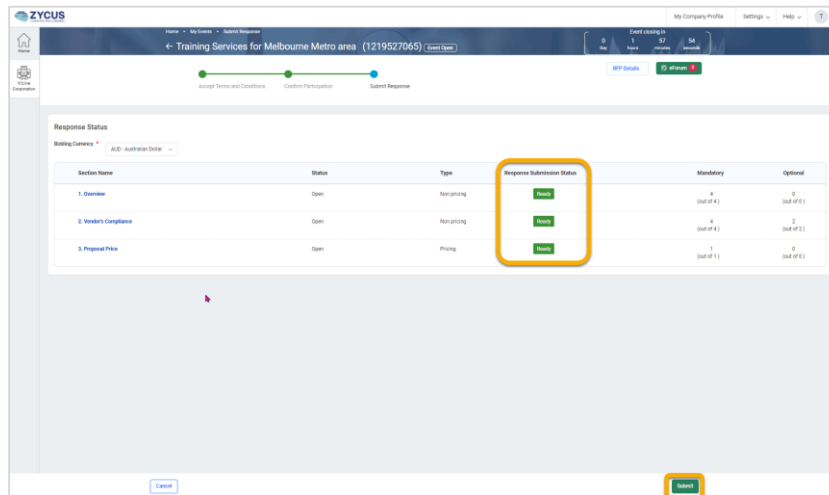 ZYCUS
My Company Profile Settings Help T
Home • My Events • Submit Response
Event closing in
← Training Services for Melbourne Metro area (1219527065) Event Open
0 1 57 54
Day hours minutes seconds
Home
V/Line Corporation
RFP Details eForum
Accept Terms and Conditions Confirm Participation Submit Response
Response Status
Bidding Currency * AUD - Australian Dollar
Section Name Status Type Response Submission Status Mandatory Optional
1. Overview Open Non pricing Ready 4 (out of 4 ) 0 (out of 0 )
2. Vendor's Compliance Open Non pricing Ready 4 (out of 4 ) 2 (out of 2 )
3. Proposal Price Open Pricing Ready 1 (out of 1 ) 0 (out of 0 )
Cancel Submit